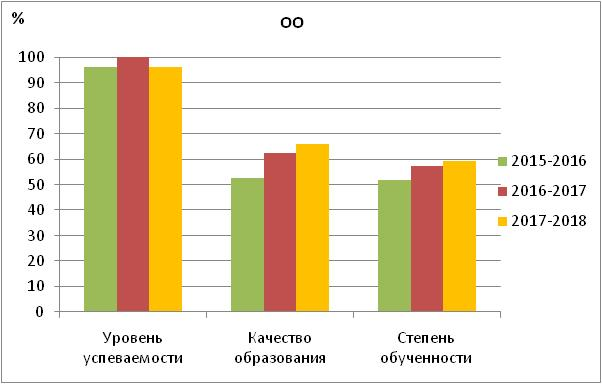 %
ОО
100
90
80
70
60
50
40
30
20
10
0
Уровень
успеваемости
Качество
образования
Степень
обученности
2015-2016
2016-2017
2017-2018